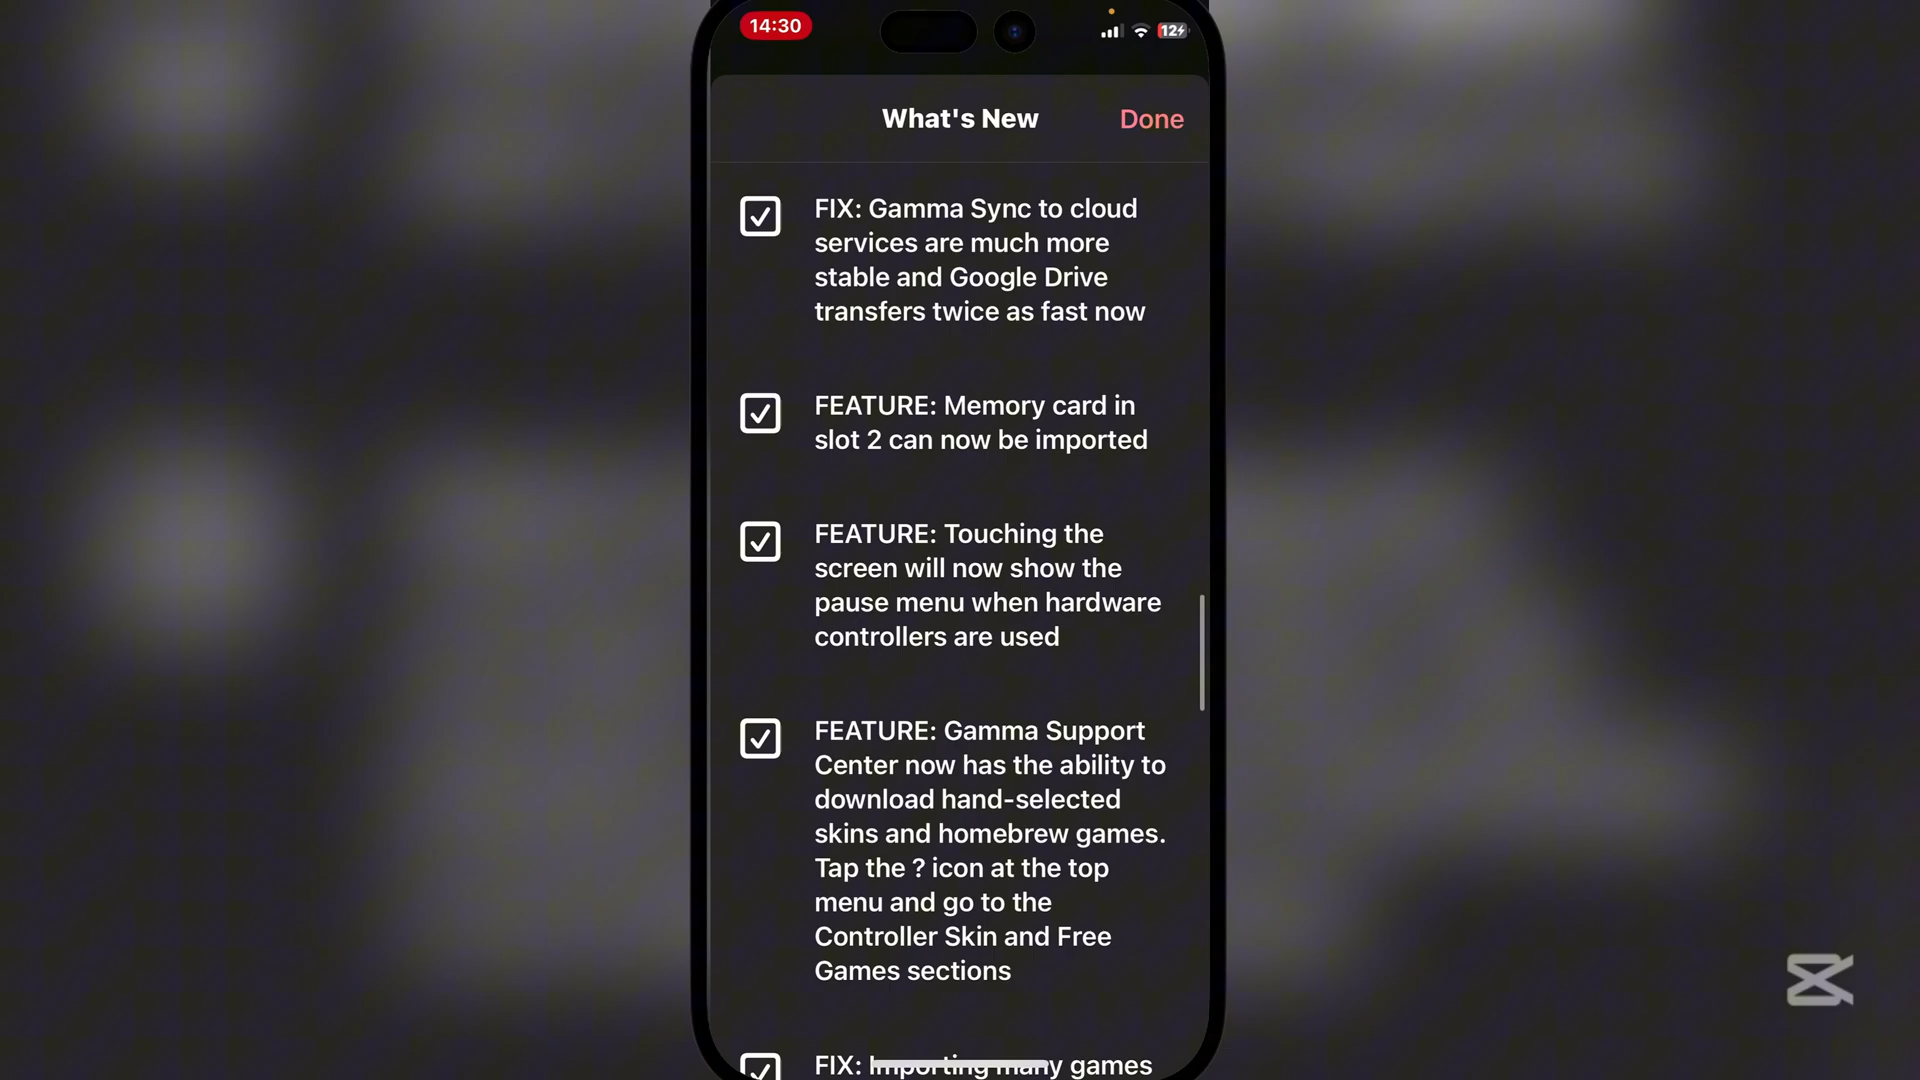 14:30
12
What's New
Done
FIX: Gamma Sync to cloud
services are much more
stable and Google Drive
transfers twice as fast now
FEATURE: Memory card in
slot 2 can now be imported
FEATURE: Touching the
screen will now show the
pause menu when hardware
controllers are used
FEATURE: Gamma Support
Center now has the ability to
download hand-selected
skins and homebrew games.
Tap the ? icon at the top
menu and go to the
Controller Skin and Free
Games sections
FIX: Importing many games